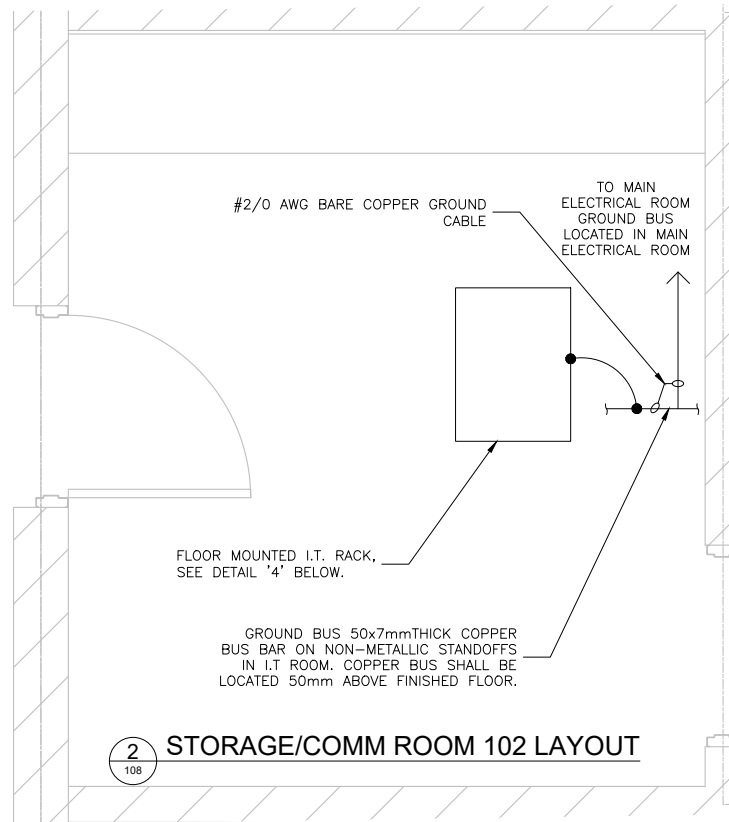 #2/0 AWG BARE COPPER GROUND
CABLE
TO MAIN
ELECTRICAL ROOM
GROUND BUS
LOCATED IN MAIN
ELECTRICAL ROOM
FLOOR MOUNTED I.T. RACK,
SEE DETAIL '4' BELOW.
GROUND BUS 50x7mmTHICK COPPER
BUS BAR ON NON-METALLIC STANDOFFS
IN I.T ROOM. COPPER BUS SHALL BE
LOCATED 50mm ABOVE FINISHED FLOOR.
2
108
STORAGE/COMM ROOM 102 LAYOUT